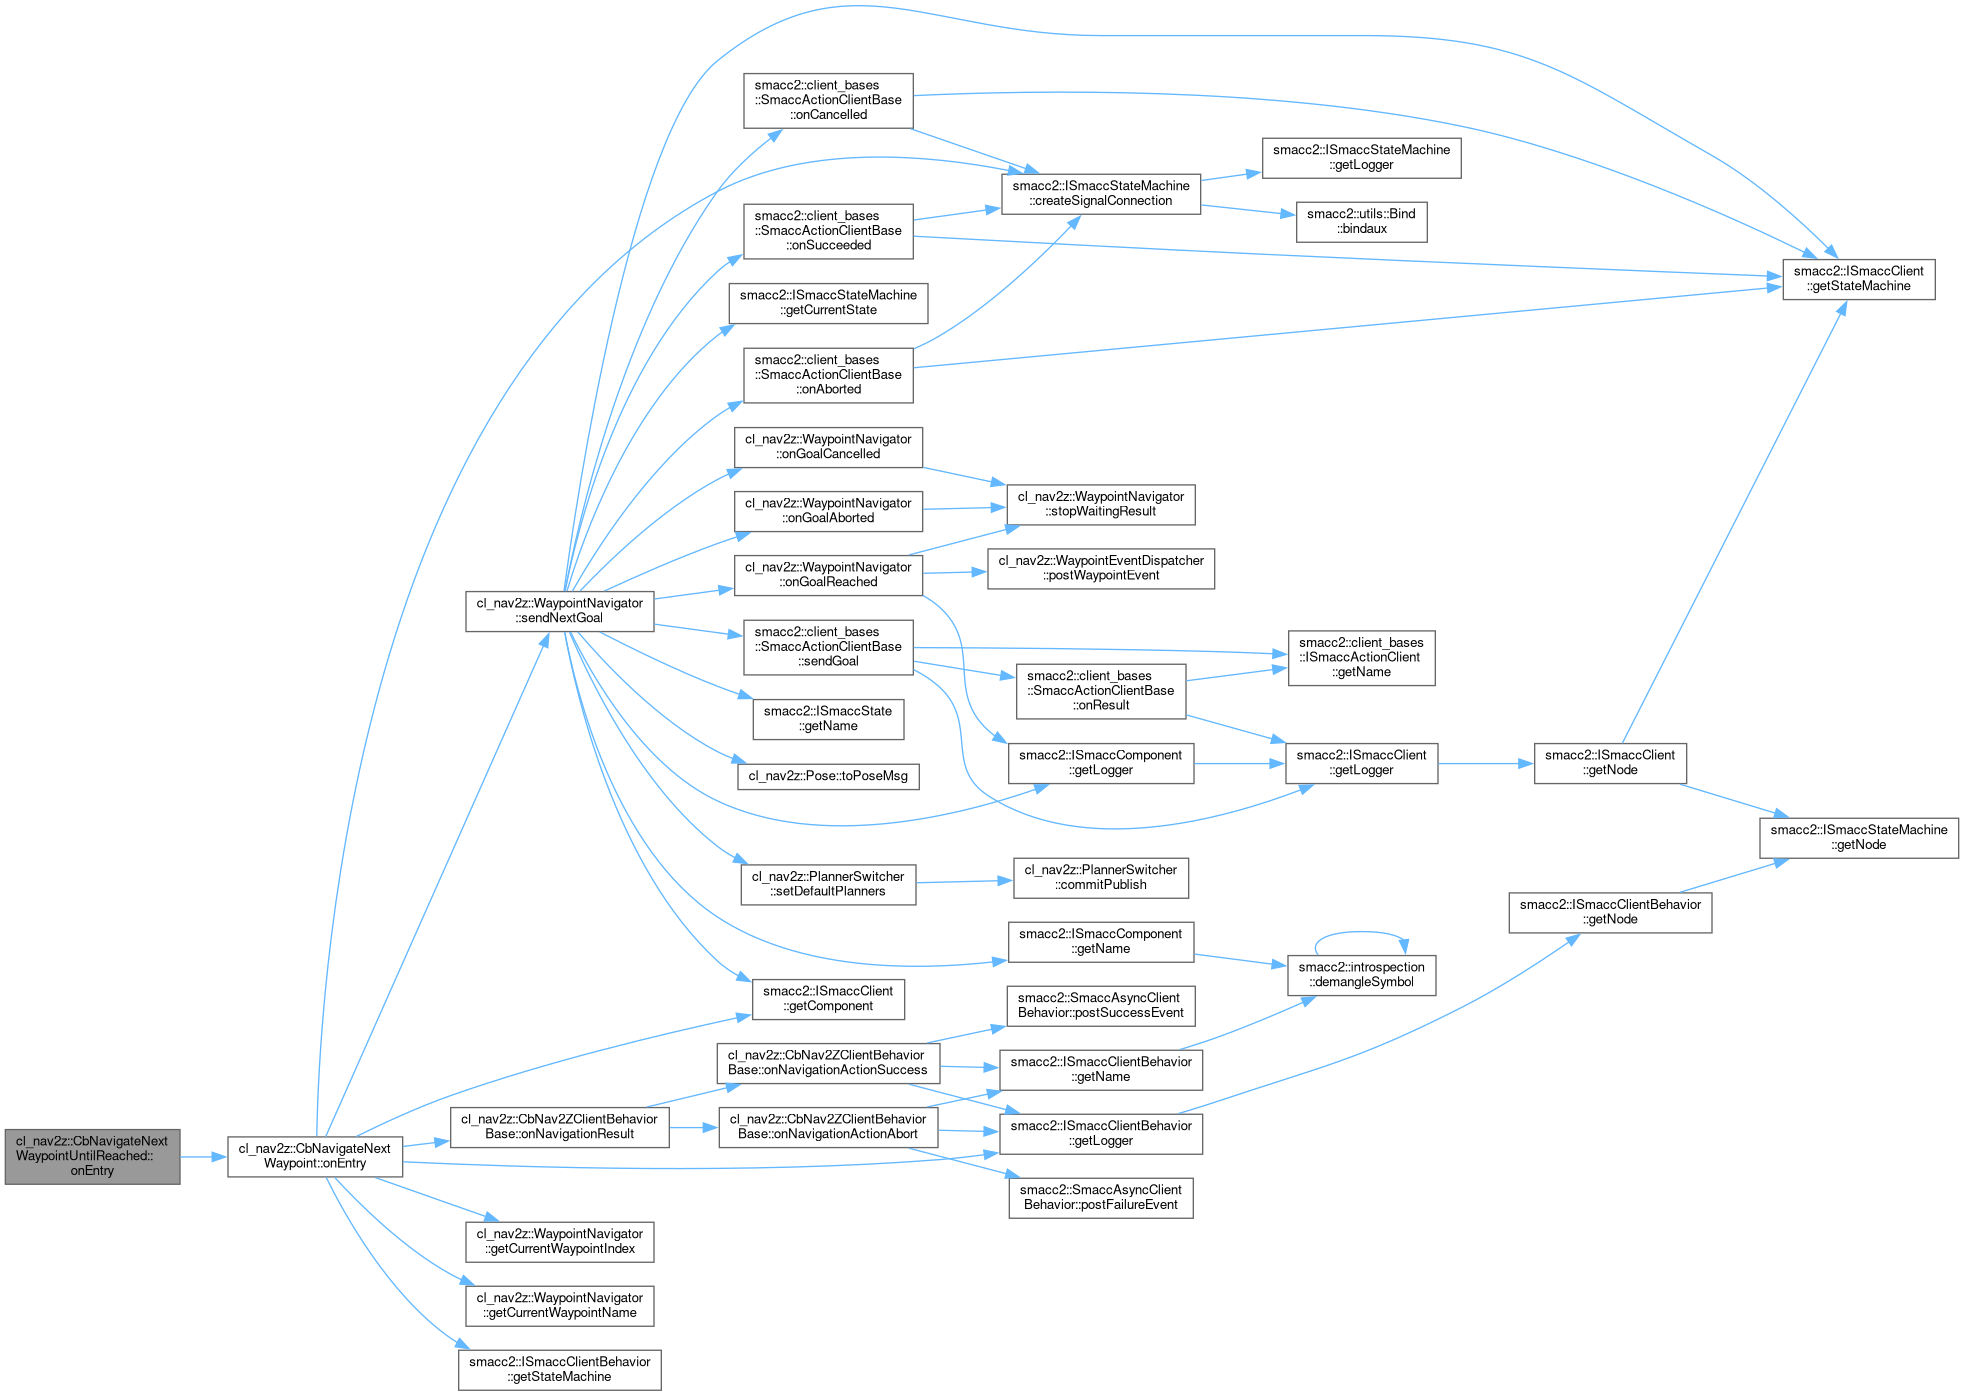 cl_nav2z::CbNavigateNext
WaypointUntilReached::
onEntry
cl_nav2z::CbNavigateNext
Waypoint::onEntry
cl_nav2z::WaypointNavigator
::sendNextGoal
cl_nav2z::CbNav2ZClientBehavior
Base::onNavigationResult
cl_nav2z::WaypointNavigator
::getCurrentWaypointIndex
cl_nav2z::WaypointNavigator
::getCurrentWaypointName
smacc2::ISmaccClientBehavior
::getStateMachine
smacc2::client_bases
::SmaccActionClientBase
::onCancelled
smacc2::client_bases
::SmaccActionClientBase
::onSucceeded
smacc2::ISmaccStateMachine
::getCurrentState
smacc2::client_bases
::SmaccActionClientBase
::onAborted
cl_nav2z::WaypointNavigator
::onGoalCancelled
cl_nav2z::WaypointNavigator
::onGoalAborted
cl_nav2z::WaypointNavigator
::onGoalReached
smacc2::client_bases
::SmaccActionClientBase
::sendGoal
smacc2::ISmaccState
::getName
cl_nav2z::Pose::toPoseMsg
cl_nav2z::PlannerSwitcher
::setDefaultPlanners
smacc2::ISmaccClient
::getComponent
cl_nav2z::CbNav2ZClientBehavior
Base::onNavigationActionSuccess
cl_nav2z::CbNav2ZClientBehavior
Base::onNavigationActionAbort
smacc2::ISmaccStateMachine
::createSignalConnection
cl_nav2z::WaypointNavigator
::stopWaitingResult
cl_nav2z::WaypointEventDispatcher
::postWaypointEvent
smacc2::client_bases
::SmaccActionClientBase
::onResult
smacc2::ISmaccComponent
::getLogger
cl_nav2z::PlannerSwitcher
::commitPublish
smacc2::ISmaccComponent
::getName
smacc2::SmaccAsyncClient
Behavior::postSuccessEvent
smacc2::ISmaccClientBehavior
::getName
smacc2::ISmaccClientBehavior
::getLogger
smacc2::SmaccAsyncClient
Behavior::postFailureEvent
smacc2::ISmaccStateMachine
::getLogger
smacc2::utils::Bind
::bindaux
smacc2::client_bases
::ISmaccActionClient
::getName
smacc2::ISmaccClient
::getLogger
smacc2::introspection
::demangleSymbol
smacc2::ISmaccClient
::getNode
smacc2::ISmaccClientBehavior
::getNode
smacc2::ISmaccClient
::getStateMachine
smacc2::ISmaccStateMachine
::getNode